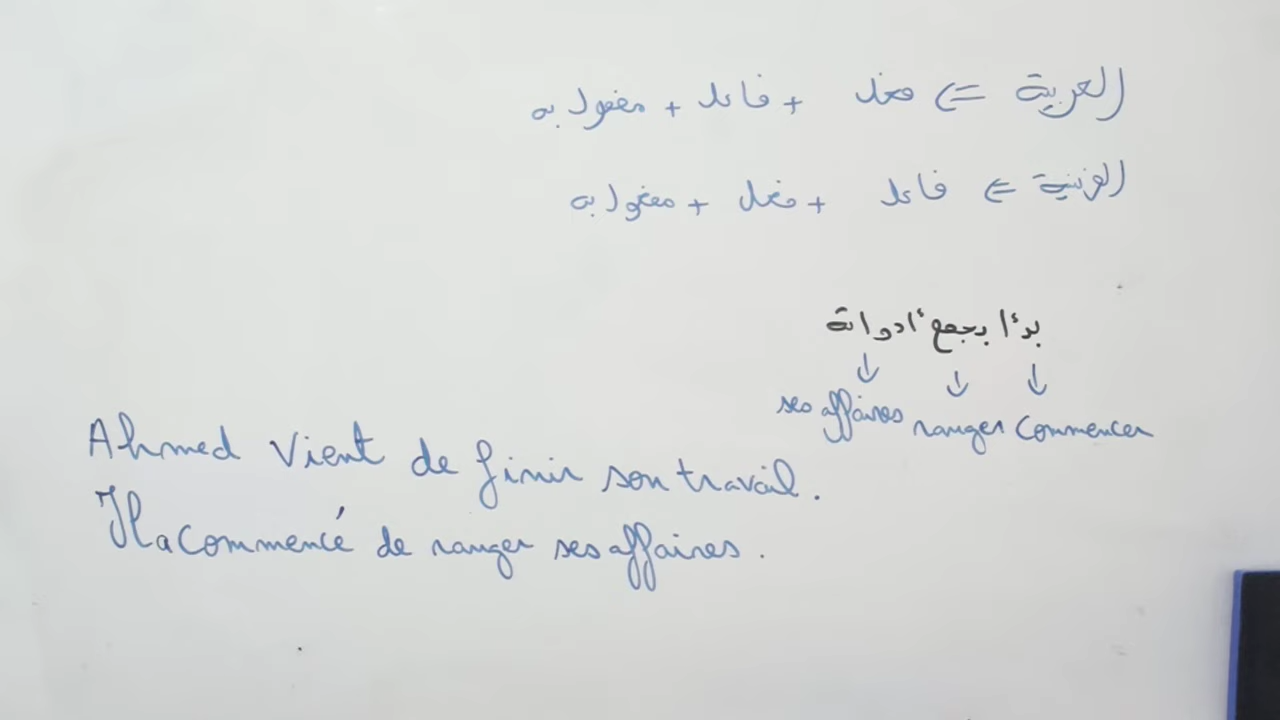 العربية ⇐ فعل + فاعل + مفعول به
الفرنسية ⇐ فاعل + فعل + مفعول به
بدأ بجمع أدواته
↓ ↓ ↓
ses affaires ranger commencer
Ahmed vient de finir son travail.
Il a commencé de ranger ses affaires.